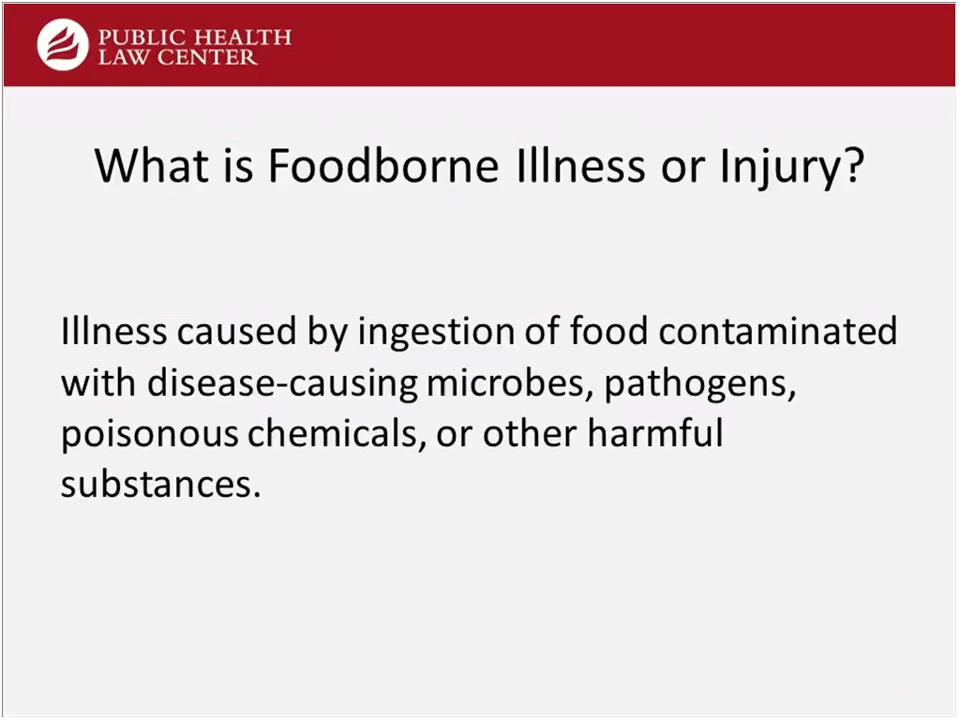 PUBLIC HEALTH
LAW CENTER
What is Foodborne Illness or Injury?
Illness caused by ingestion of food contaminated
with disease-causing microbes, pathogens,
poisonous chemicals, or other harmful
substances.